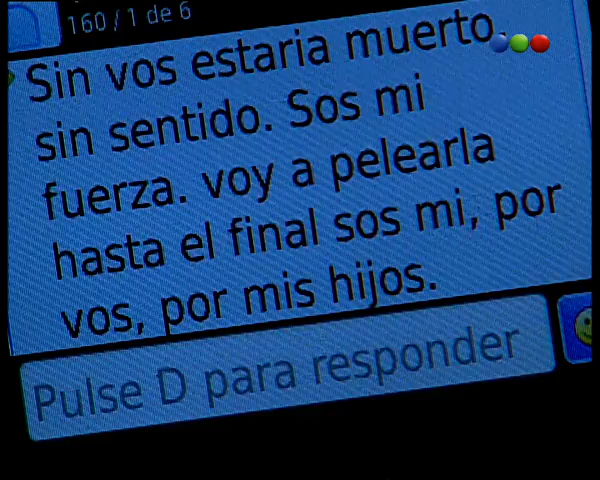 160/1 de 6
Sin vos estaria muerto.
sin sentido. Sos mi
fuerza. voy a pelearla
hasta el final sos mi, por
vos, por mis hijos.
Pulse D para responder